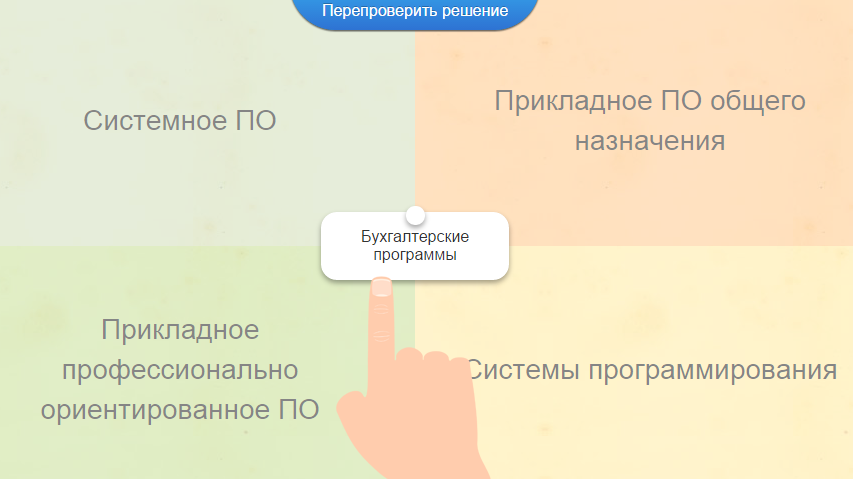 Перепроверить решение
Системное ПО
Прикладное ПО общего
назначения
Бухгалтерские
программы
Прикладное
профессионально
ориентированное ПО
Системы программирования